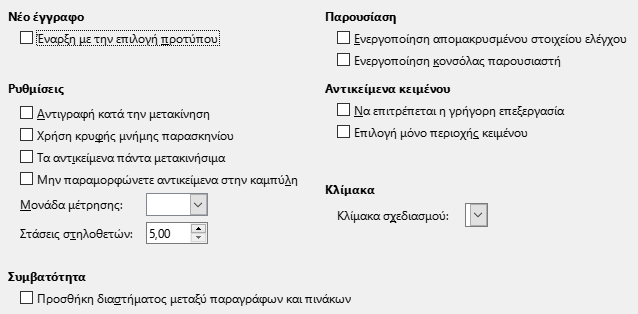 Νέο έγγραφο
Έναρξη με την επιλογή προτύπου
Ρυθμίσεις
Αντιγραφή κατά την μετακίνηση
Χρήση κρυφής μνήμης παρασκηνίου
Τα αντικείμενα πάντα μετακινήσιμα
Μην παραμορφώνετε αντικείμενα στην καμπύλη
Μονάδα μέτρησης:
Στάσεις στηλοθετών: 5,00
Συμβατότητα
Προσθήκη διαστήματος μεταξύ παραγράφων και πινάκων
Παρουσίαση
Ενεργοποίηση απομακρυσμένου στοιχείου ελέγχου
Ενεργοποίηση κονσόλας παρουσιαστή
Αντικείμενα κειμένου
Να επιτρέπεται η γρήγορη επεξεργασία
Επιλογή μόνο περιοχής κειμένου
Κλίμακα
Κλίμακα σχεδιασμού: